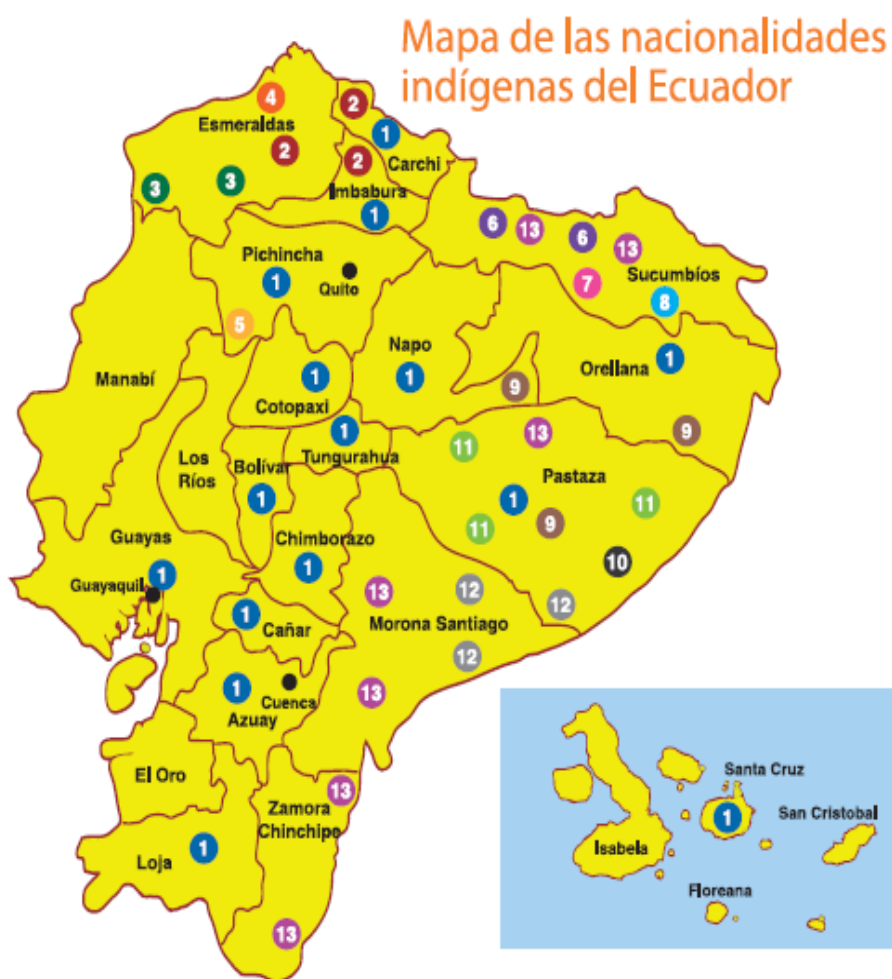 Mapa de las nacionalidades
indígenas del Ecuador
4
2
Esmeraldas
1
2
2
Carchi
3
3
Imbabura
1
6
13
6
13
Sucumbíos
Pichincha
1
Quito
7
8
5
Napo
1
Orellana
1
Manabí
1
Cotopaxi
9
1
Tungurahua
11
13
9
Los
Ríos
Bolívar
1
Pastaza
1
11
9
11
Guayas
Chimborazo
1
1
10
Guayaquil
13
12
12
1
Cañar
Morona Santiago
12
1
Cuenca
Azuay
13
El Oro
13
Zamora
Chinchipe
Loja
1
13
Santa Cruz
1
San Cristobal
Isabela
Floreana